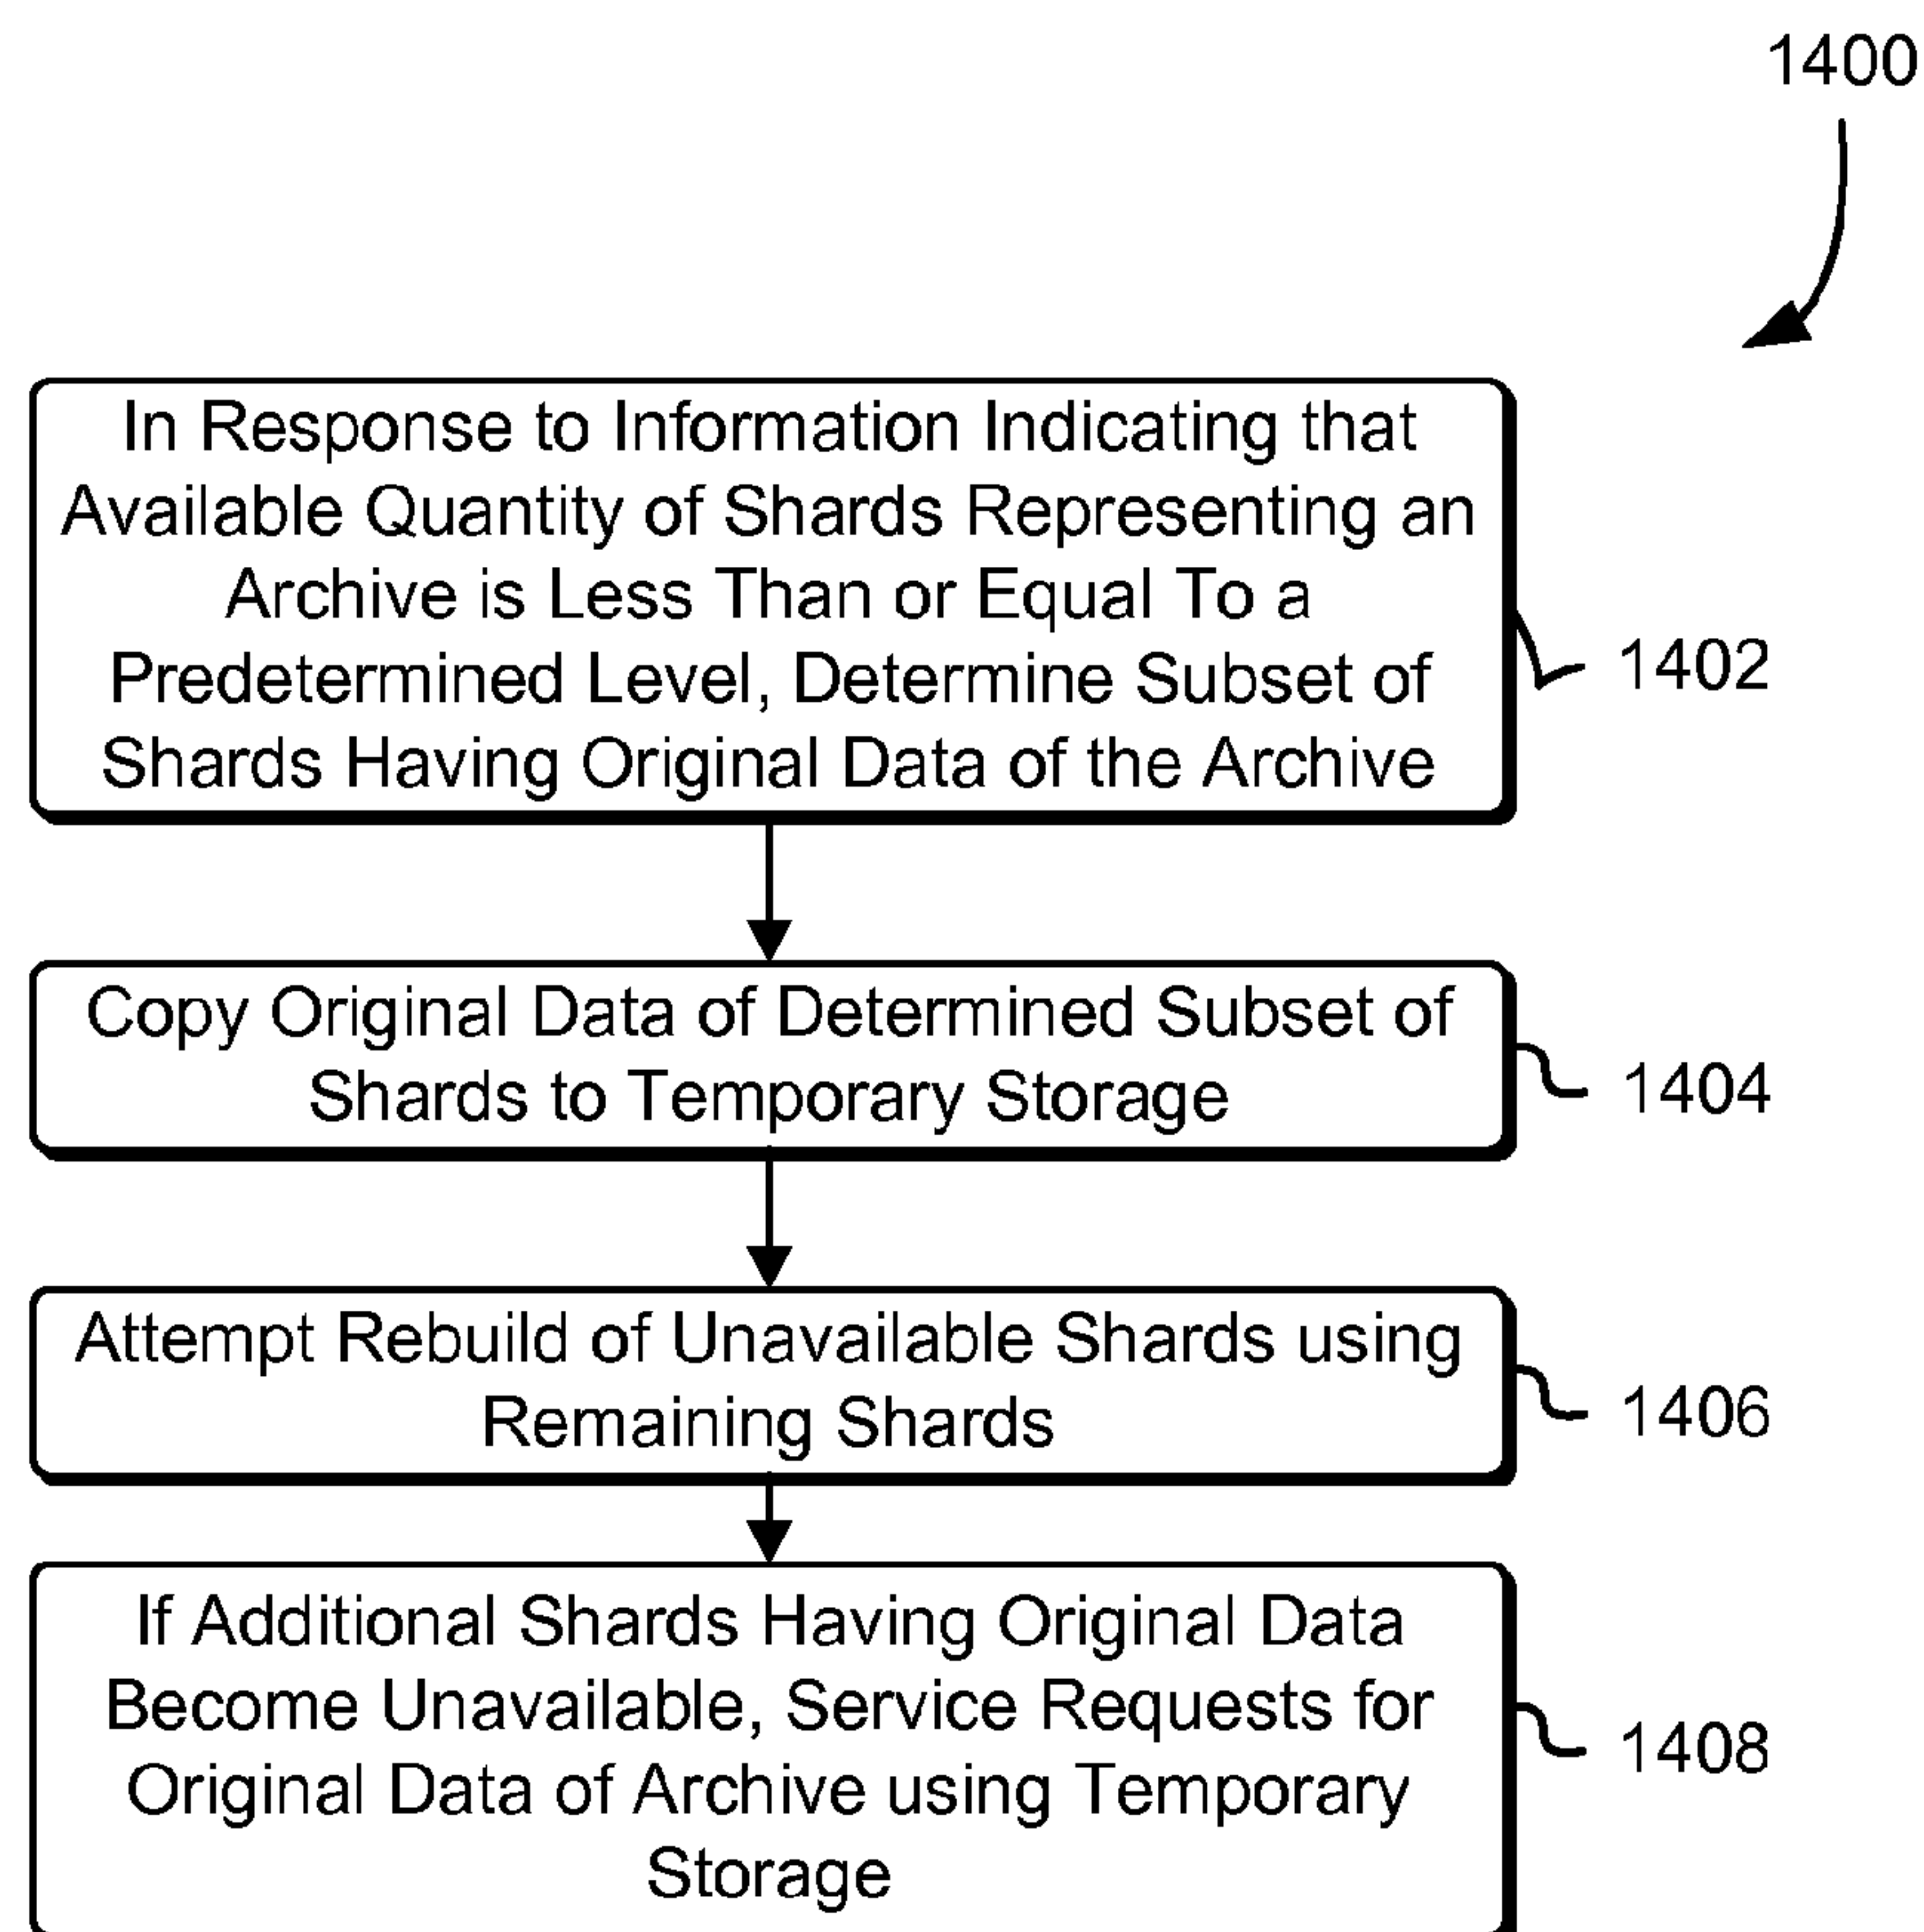 1400
In Response to Information Indicating that
Available Quantity of Shards Representing an
Archive is Less Than or Equal To a
Predetermined Level, Determine Subset of
Shards Having Original Data of the Archive
1402
Copy Original Data of Determined Subset of
Shards to Temporary Storage
1404
Attempt Rebuild of Unavailable Shards using
Remaining Shards
1406
If Additional Shards Having Original Data
Become Unavailable, Service Requests for
Original Data of Archive using Temporary
Storage
1408